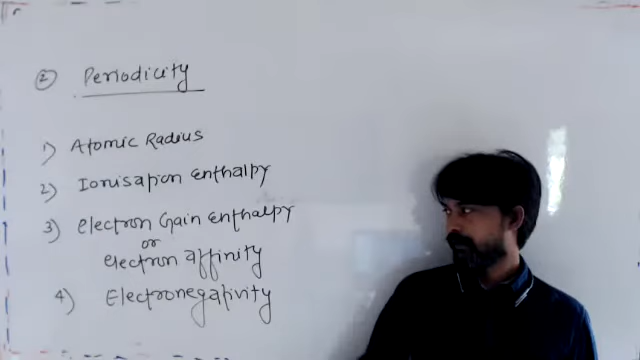 ② Periodicity
1) Atomic Radius
2) Ionisation Enthalpy
3) Electron Gain Enthalpy
or
electron affinity
4) Electronegativity